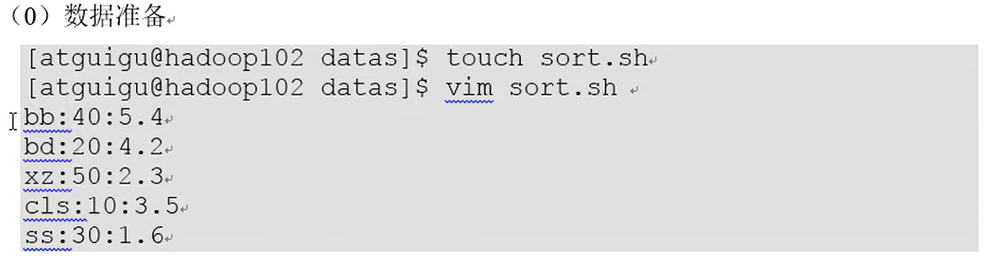 （0）数据准备
[atguigu@hadoop102 datas]$ touch sort.sh
[atguigu@hadoop102 datas]$ vim sort.sh
bb:40:5.4
bd:20:4.2
xz:50:2.3
cls:10:3.5
ss:30:1.6